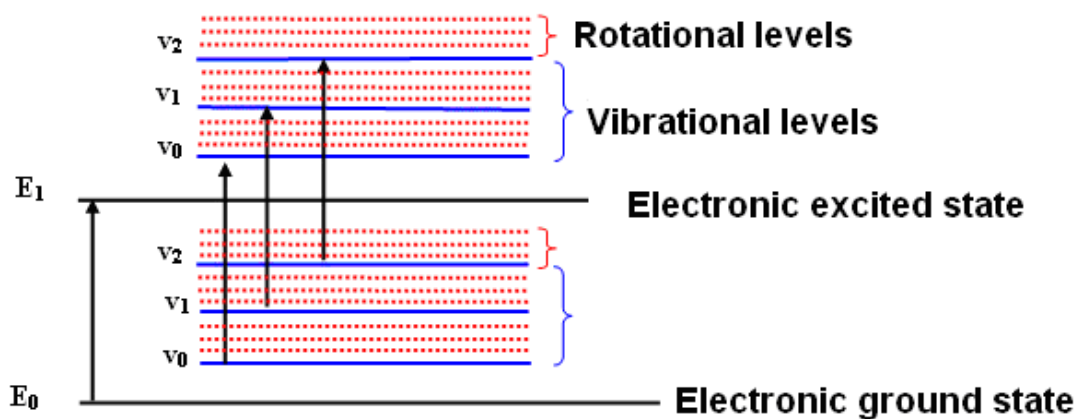 v₂
Rotational levels
v₁
Vibrational levels
v₀
E₁
Electronic excited state
v₂
v₁
v₀
E₀
Electronic ground state